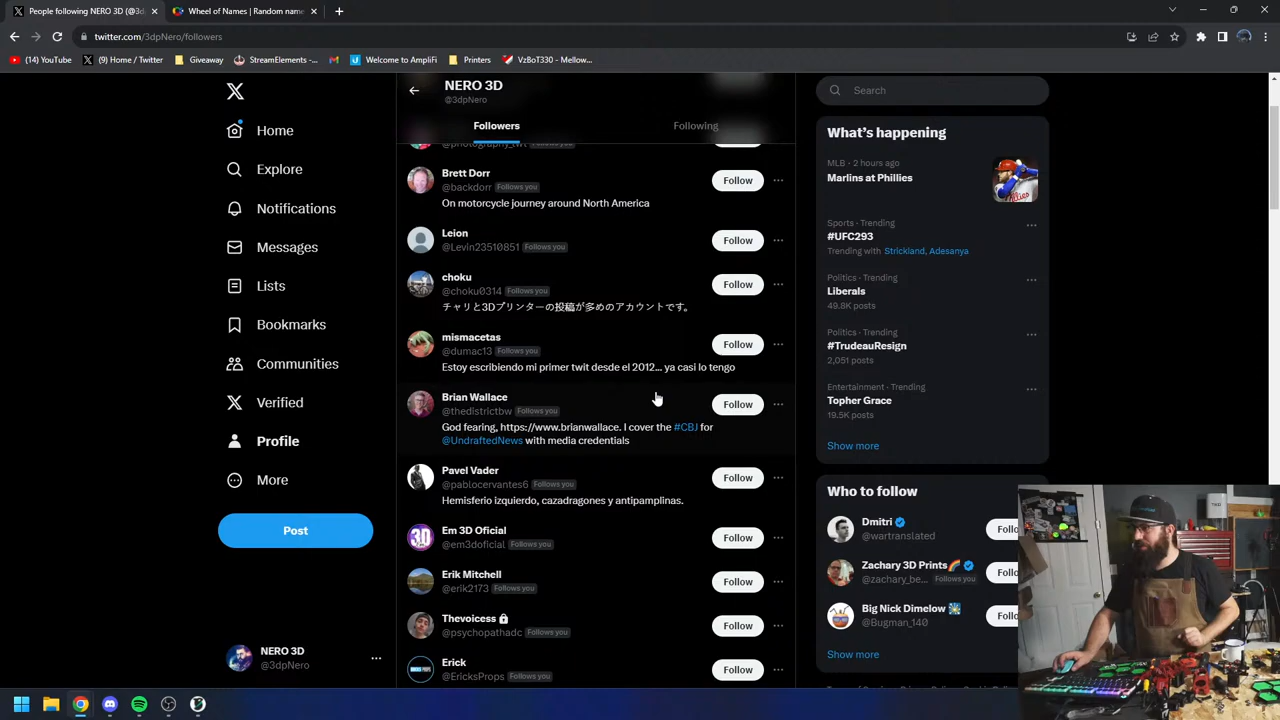 People following NERO 3D (@3d
Wheel of Names | Random name
twitter.com/3dpNero/followers
(14) YouTube
(9) Home / Twitter
Giveaway
StreamElements -...
Welcome to AmpliFi
Printers
VzBoT330 - Mellow...
NERO 3D
@3dpNero
Followers
Following
Home
Explore
Notifications
Messages
Lists
Bookmarks
Communities
Verified
Profile
More
Post
NERO 3D
@3dpNero
@photography_twt Follows you
Brett Dorr
@backdorr Follows you
On motorcycle journey around North America
Follow
Leion
@Levin23510851 Follows you
Follow
choku
@choku0314 Follows you
チャリと3Dプリンターの投稿が多めのアカウントです。
Follow
mismacetas
@dumac13 Follows you
Estoy escribiendo mi primer twit desde el 2012... ya casi lo tengo
Follow
Brian Wallace
@thedistrictbw Follows you
God fearing, https://www.brianwallace. I cover the #CBJ for
@UndraftedNews with media credentials
Follow
Pavel Vader
@pablocervantes6 Follows you
Hemisferio izquierdo, cazadragones y antipamplinas.
Follow
Em 3D Oficial
@em3doficial Follows you
Follow
Erik Mitchell
@erik2173 Follows you
Follow
Thevoicess
@psychopathadc Follows you
Follow
Erick
@EricksProps Follows you
Follow
Search
What's happening
MLB · 2 hours ago
Marlins at Phillies
Sports · Trending
#UFC293
Trending with Strickland, Adesanya
Politics · Trending
Liberals
49.8K posts
Politics · Trending
#TrudeauResign
2,051 posts
Entertainment · Trending
Topher Grace
19.5K posts
Show more
Who to follow
Dmitri
@wartranslated
Follo
Zachary 3D Prints
@zachary_be... Follows you
Follo
Big Nick Dimelow
@Bugman_140
Show more